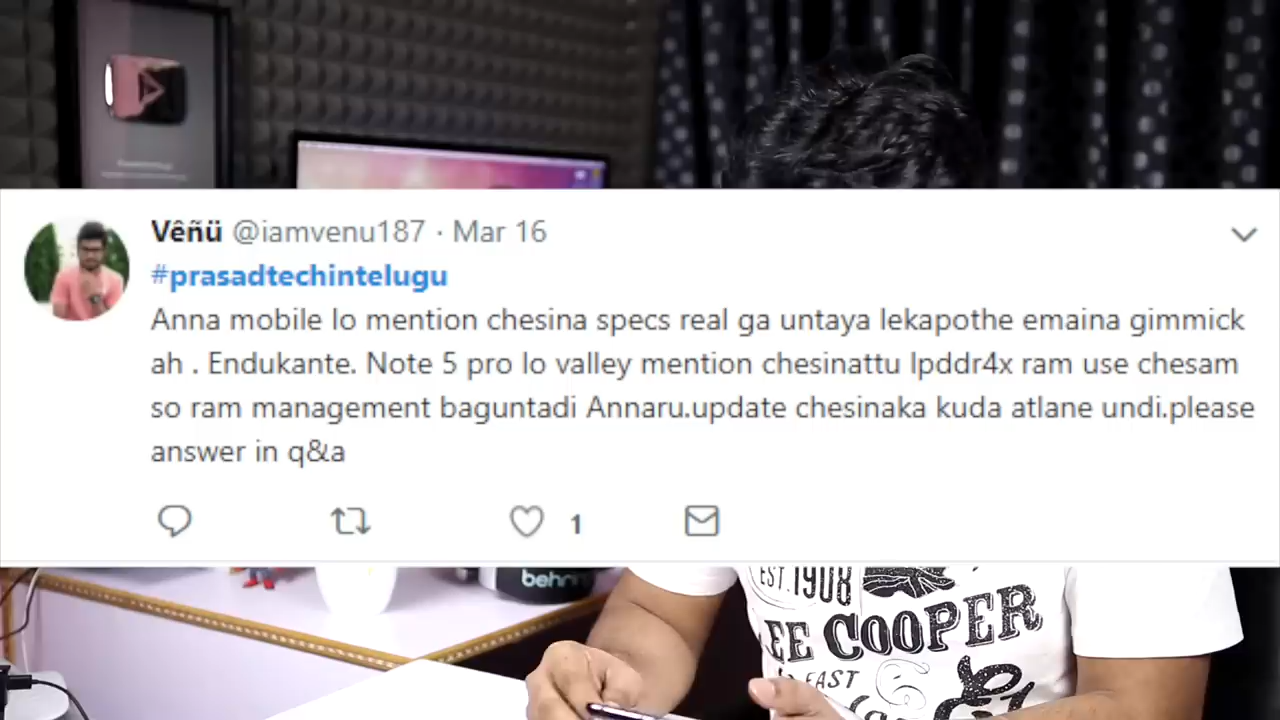 Vêñü @iamvenu187 · Mar 16
#prasadtechintelugu
Anna mobile lo mention chesina specs real ga untaya lekapothe emaina gimmick
ah . Endukante. Note 5 pro lo valley mention chesinattu lpddr4x ram use chesam
so ram management baguntadi Annaru.update chesinaka kuda atlane undi.please
answer in q&a
1
EST.1908
EE COOPER
EAST